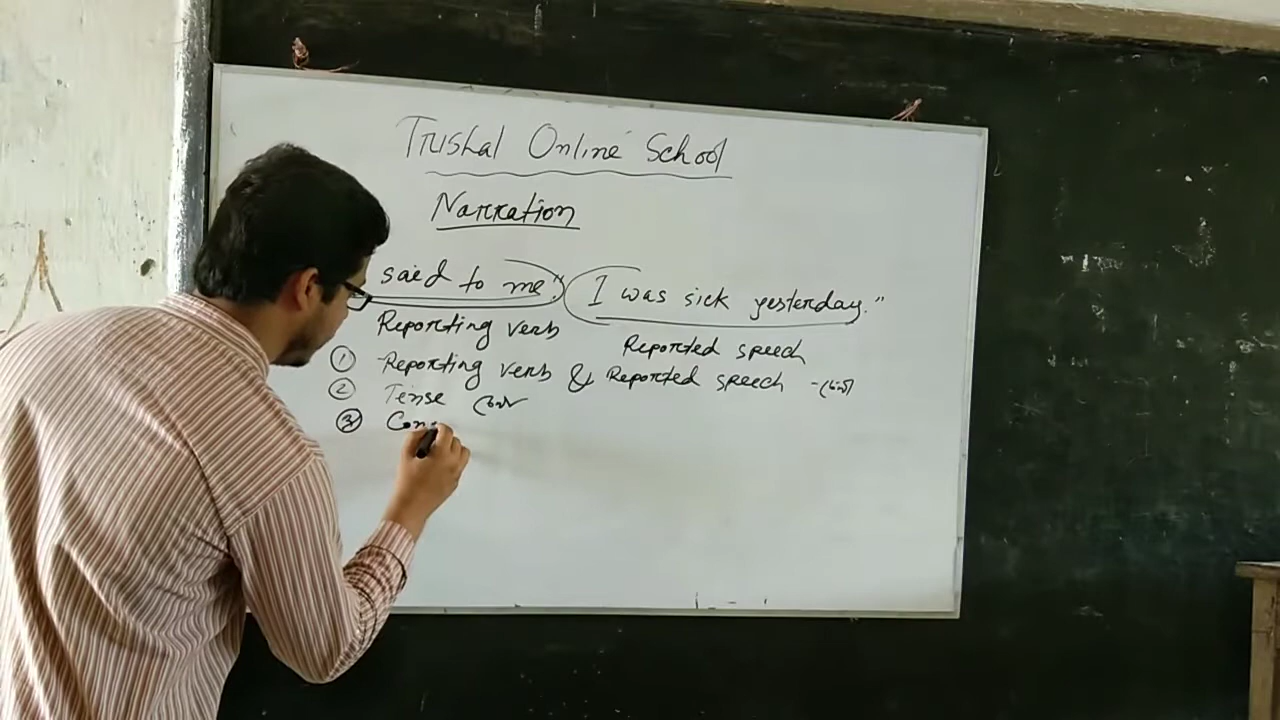 Trishal Online School
Narration
said to me, "I was sick yesterday."
Reporting verb
Reported speech
① Reporting verb & Reported speech -
② Tense
③ Con